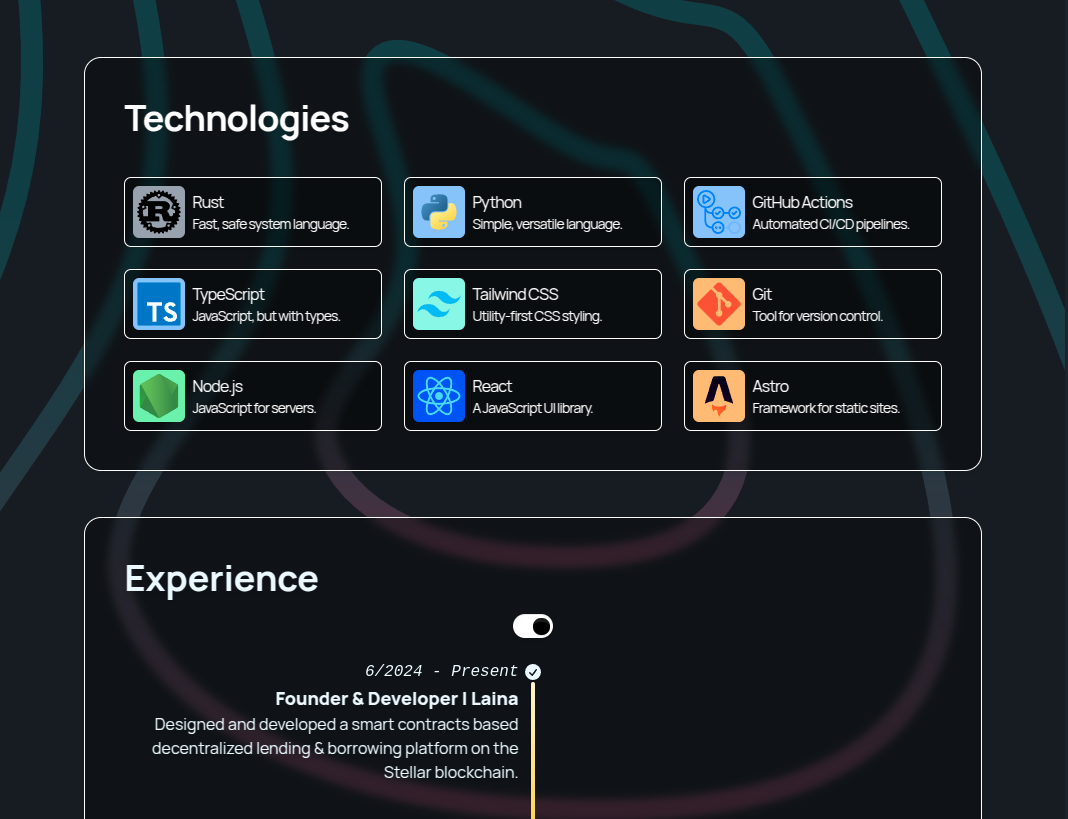 Technologies
Rust
Fast, safe system language.
Python
Simple, versatile language.
GitHub Actions
Automated CI/CD pipelines.
TS
TypeScript
JavaScript, but with types.
Tailwind CSS
Utility-first CSS styling.
Git
Tool for version control.
Node.js
JavaScript for servers.
React
A JavaScript UI library.
Astro
Framework for static sites.
Experience
6/2024 - Present
Founder & Developer | Laina
Designed and developed a smart contracts based
decentralized lending & borrowing platform on the
Stellar blockchain.